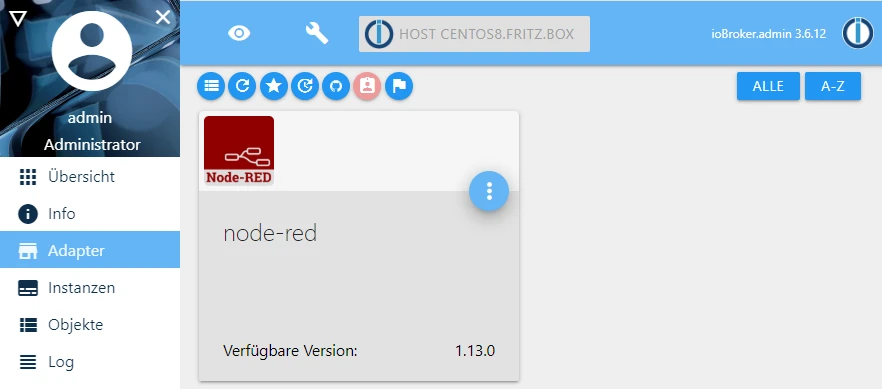 admin
Administrator
Übersicht
Info
Adapter
Instanzen
Objekte
Log
HOST CENTOS8.FRITZ.BOX
ioBroker.admin 3.6.12
ALLE
A-Z
Node-RED
node-red
Verfügbare Version: 1.13.0